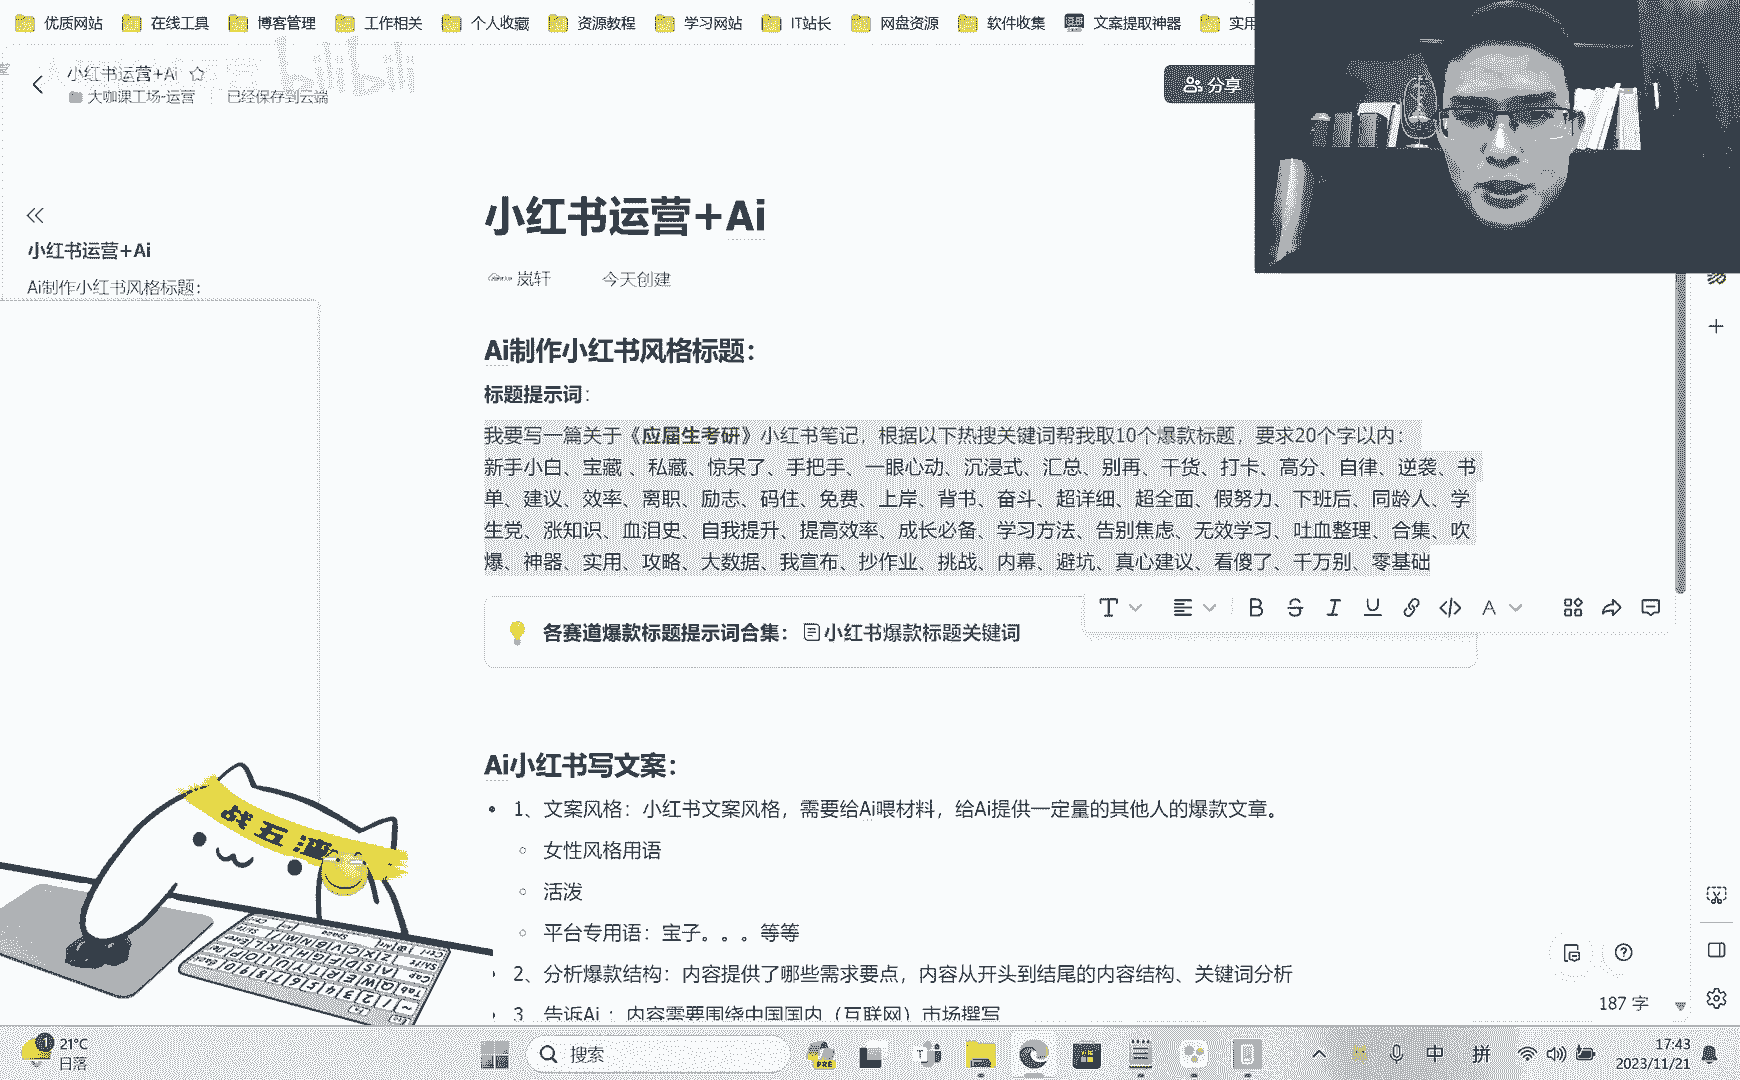 优质网站 在线工具 博客管理 工作相关 个人收藏 资源教程 学习网站 IT站长 网盘资源 软件收集 文案提取神器 实用
bilibili
小红书运营+Ai
大咖课工场-运营 已经保存到云端
分享
小红书运营+Ai
Ai制作小红书风格标题：
小红书运营+Ai
岚轩 今天创建
Ai制作小红书风格标题：
标题提示词：
我要写一篇关于《应届生考研》小红书笔记，根据以下热搜关键词帮我取10个爆款标题，要求20个字以内：
新手小白、宝藏 、私藏、惊呆了、手把手、一眼心动、沉浸式、汇总、别再、干货、打卡、高分、自律、逆袭、书
单、建议、效率、离职、励志、码住、免费、上岸、背书、奋斗、超详细、超全面、假努力、下班后、同龄人、学
生党、涨知识、血泪史、自我提升、提高效率、成长必备、学习方法、告别焦虑、无效学习、吐血整理、合集、吹
爆、神器、实用、攻略、大数据、我宣布、抄作业、挑战、内幕、避坑、真心建议、看傻了、千万别、零基础
各赛道爆款标题提示词合集： 小红书爆款标题关键词
Ai小红书写文案：
1、文案风格：小红书文案风格，需要给Ai喂材料，给Ai提供一定量的其他人的爆款文章。
女性风格用语
活泼
平台专用语：宝子。。。等等
2、分析爆款结构：内容提供了哪些需求要点，内容从开头到结尾的内容结构、关键词分析
3、告诉Ai：内容需要围绕中国国内（互联网）市场撰写
187 字
21°C
日落
搜索
PRE
中 拼
17:43
2023/11/21